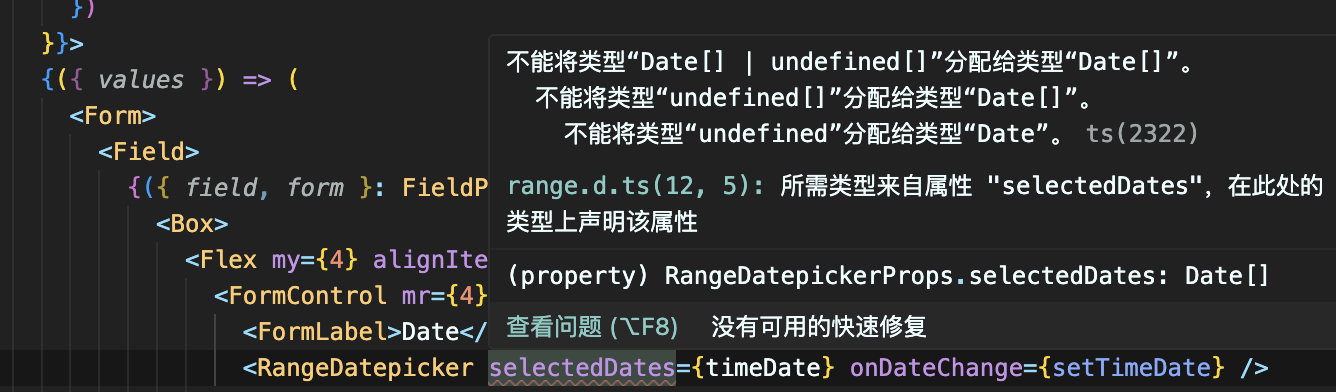 })
}}>
{({ values }) => (
<Form>
<Field>
{({ field, form }: FieldP
<Box>
<Flex my={4} alignIte
<FormControl mr={4}
<FormLabel>Date</
<RangeDatepicker selectedDates={timeDate} onDateChange={setTimeDate} />
不能将类型“Date[] | undefined[]”分配给类型“Date[]”。
不能将类型“undefined[]”分配给类型“Date[]”。
不能将类型“undefined”分配给类型“Date”。 ts(2322)
range.d.ts(12, 5): 所需类型来自属性 "selectedDates"，在此处的
类型上声明该属性
(property) RangeDatepickerProps.selectedDates: Date[]
查看问题 (⌥F8) 没有可用的快速修复